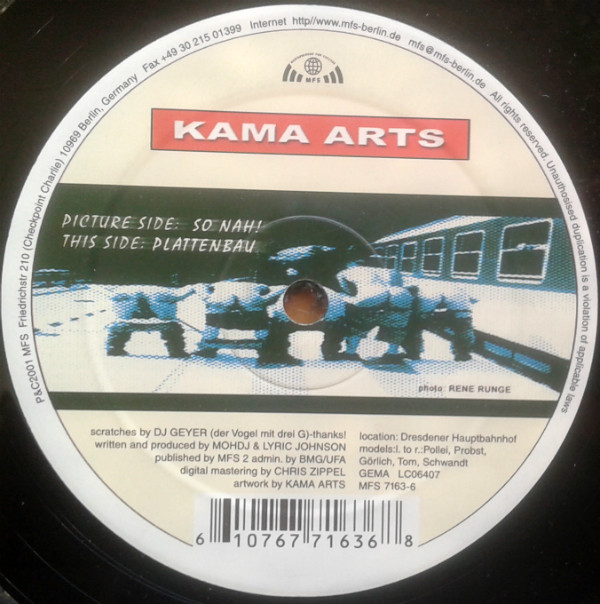 P&C2001 MFS Friedrichstr 210 (Checkpoint Charlie) 10969 Berlin, Germany Fax +49 30 215 01399 Internet http//www.mfs-berlin.de mfs@mfs-berlin.de All rights reserved. Unauthosised duplication is a violation of applicable laws
MFS
KAMA ARTS
PICTURE SIDE: SO NAH!
THIS SIDE: PLATTENBAU
photo: RENE RUNGE
scratches by DJ GEYER (der Vogel mit drei G)-thanks!
written and produced by MOHDJ & LYRIC JOHNSON
published by MFS 2 admin. by BMG/UFA
digital mastering by CHRIS ZIPPEL
artwork by KAMA ARTS
location: Dresdener Hauptbahnhof
models:l. to r.:Pollei, Probst,
Görlich, Tom, Schwandt
GEMA LC06407
MFS 7163-6
6 10767 71636 8